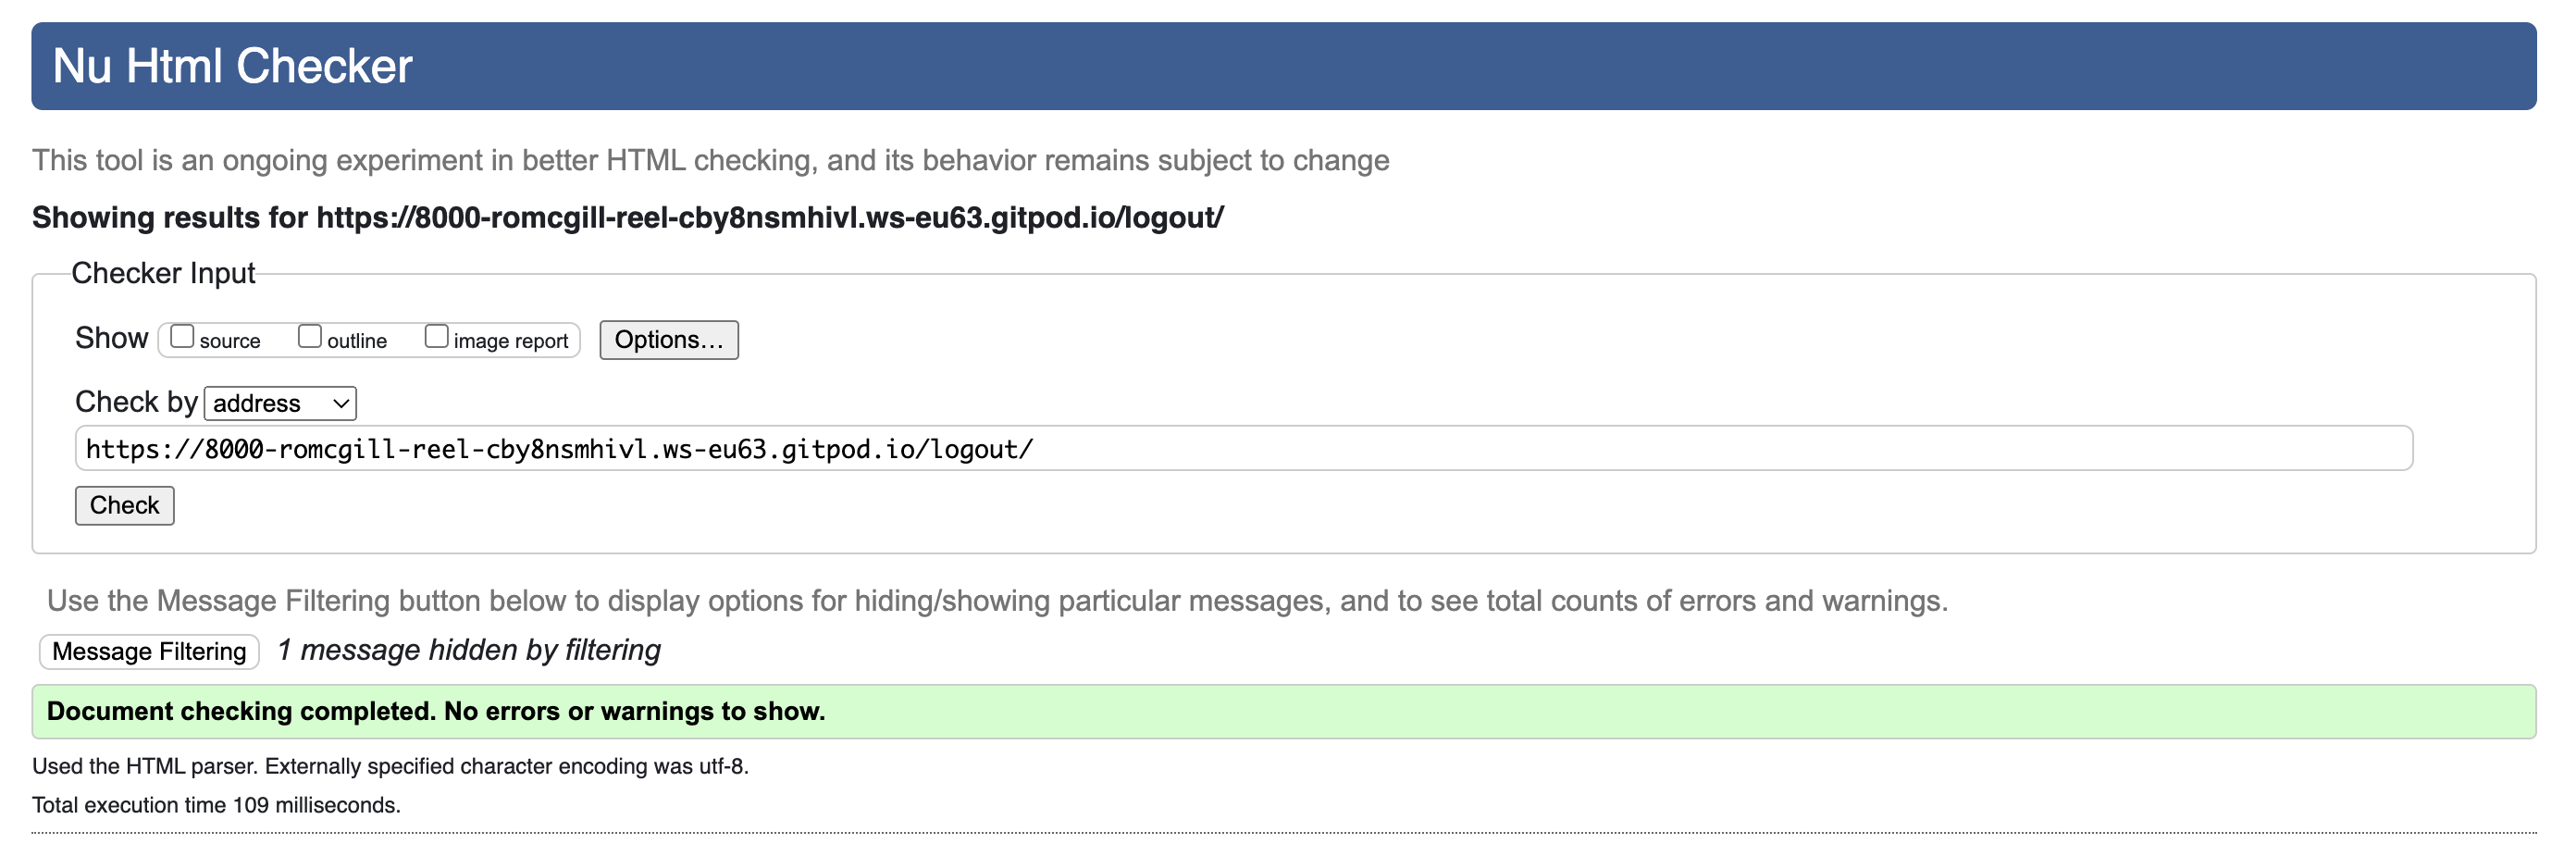 Nu Html Checker
This tool is an ongoing experiment in better HTML checking, and its behavior remains subject to change
Showing results for https://8000-romcgill-reel-cby8nsmhivl.ws-eu63.gitpod.io/logout/
Checker Input
Show source outline image report Options...
Check by address
https://8000-romcgill-reel-cby8nsmhivl.ws-eu63.gitpod.io/logout/
Check
Use the Message Filtering button below to display options for hiding/showing particular messages, and to see total counts of errors and warnings.
Message Filtering 1 message hidden by filtering
Document checking completed. No errors or warnings to show.
Used the HTML parser. Externally specified character encoding was utf-8.
Total execution time 109 milliseconds.